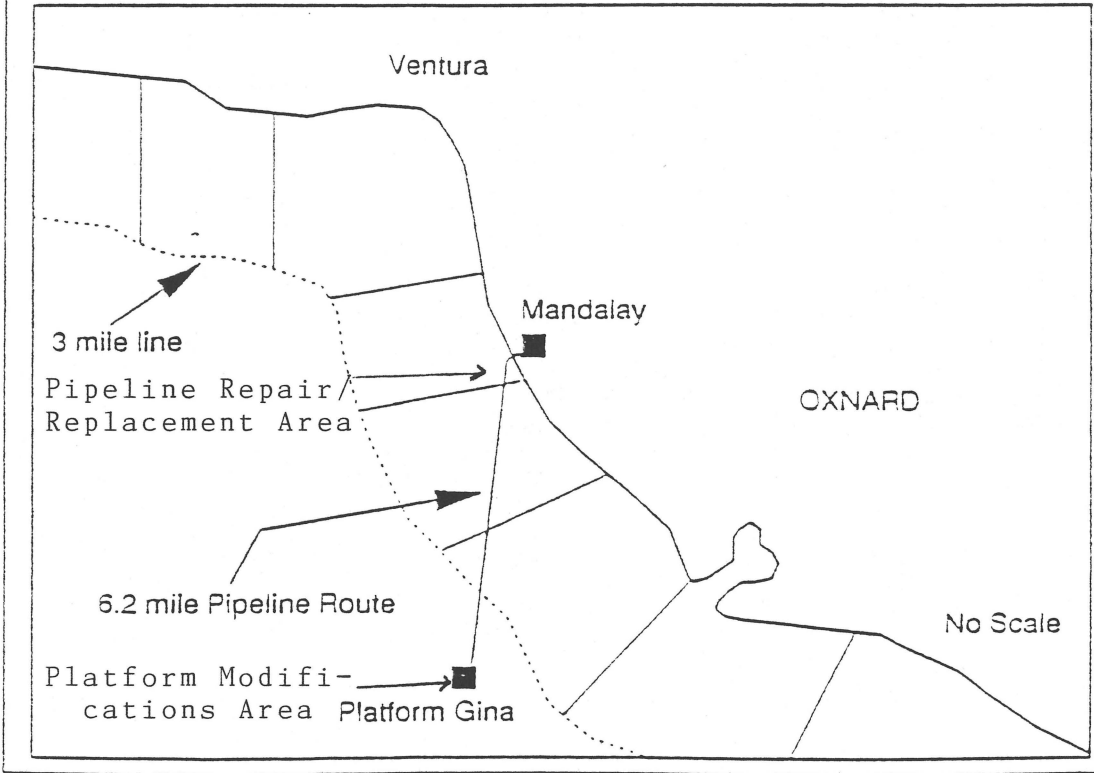 Ventura
Mandalay
3 mile line
Pipeline Repair/
Replacement Area
OXNARD
6.2 mile Pipeline Route
No Scale
Platform Modifi-
cations Area
Platform Gina